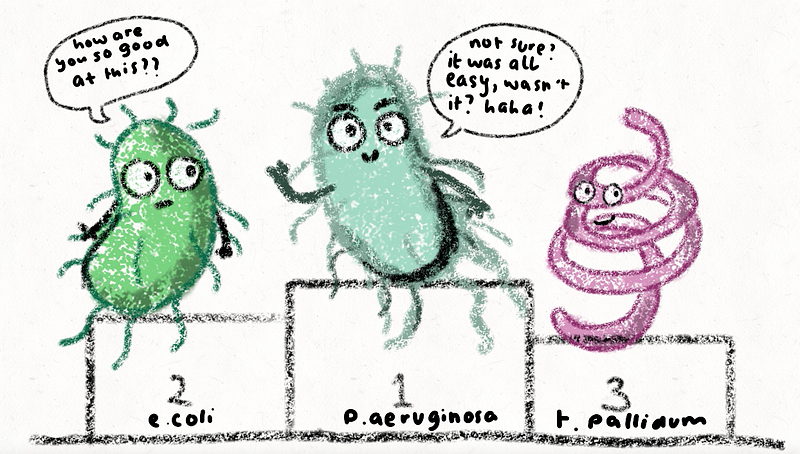 how are
you so good
at this??
not sure?
it was all
easy, wasn't
it? haha!
2
e.coli
1
P.aeruginosa
3
t. pallidum